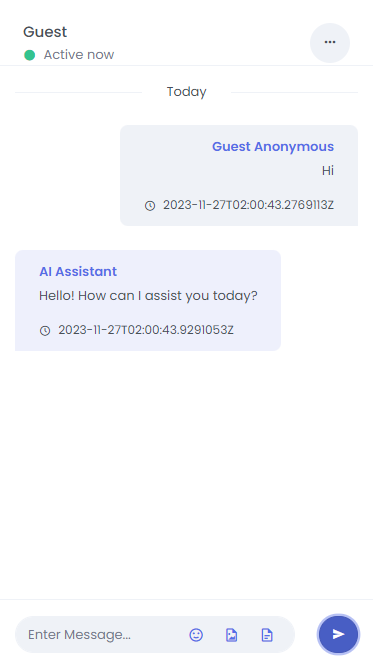 Guest
Active now
Today
Guest Anonymous
Hi
2023-11-27T02:00:43.2769113Z
AI Assistant
Hello! How can I assist you today?
2023-11-27T02:00:43.9291053Z
Enter Message...